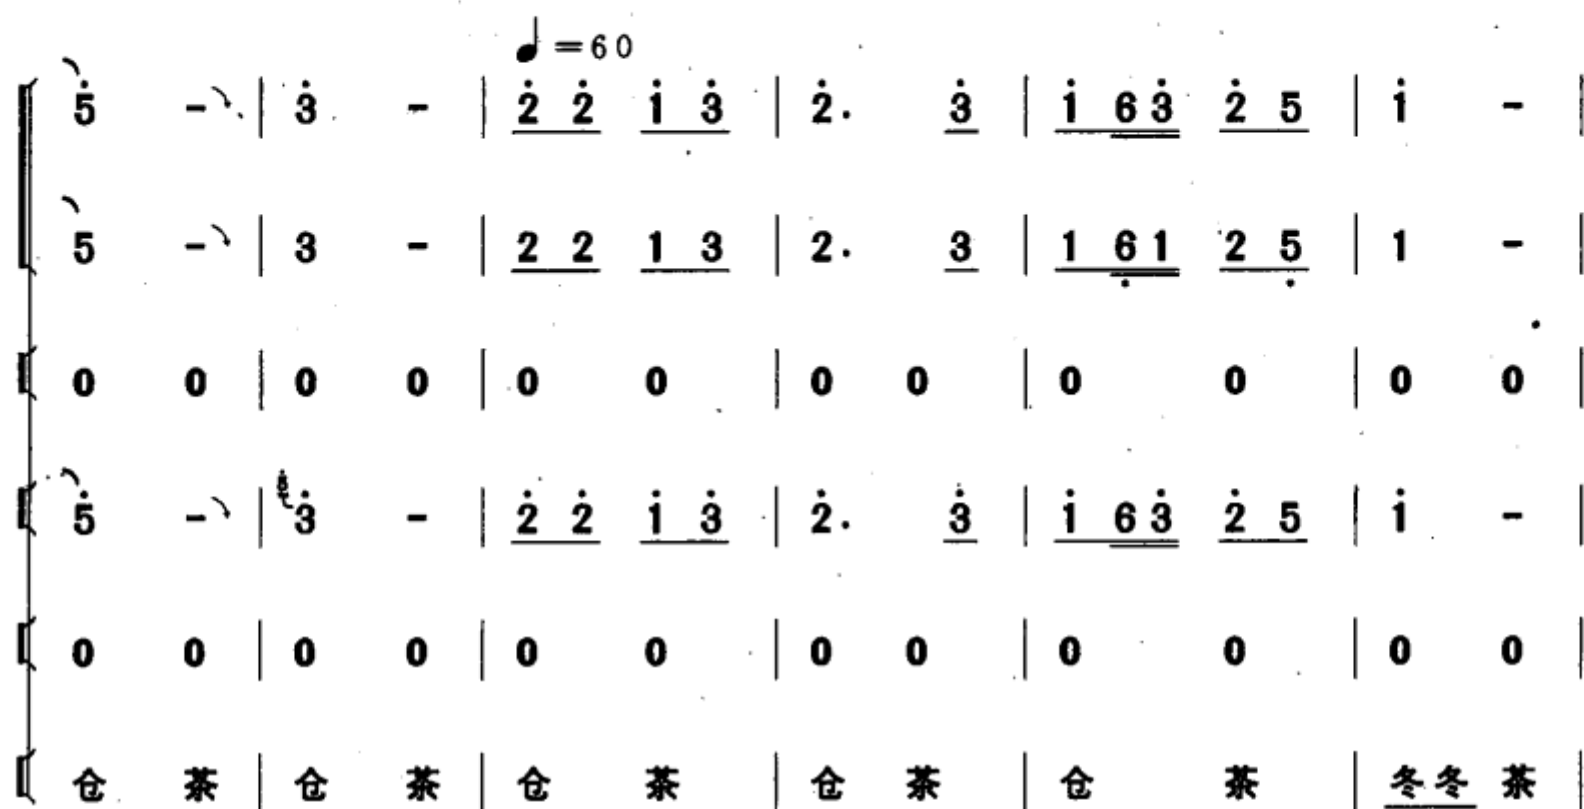 ♩=60
5̇ - | 3̇ - | 2̇ 2̇ 1̇ 3̇ | 2̇. 3̇ | 1̇ 6 3̇ 2̇ 5 | 1̇ - |
5 - | 3 - | 2 2 1 3 | 2. 3 | 1 6̣ 1 2 5̣ | 1 - |
0 0 | 0 0 | 0 0 | 0 0 | 0 0 | 0 0 |
5̇ - | 3̇ - | 2̇ 2̇ 1̇ 3̇ | 2̇. 3̇ | 1̇ 6 3̇ 2̇ 5 | 1̇ - |
0 0 | 0 0 | 0 0 | 0 0 | 0 0 | 0 0 |
仓 茶 | 仓 茶 | 仓 茶 | 仓 茶 | 仓 茶 | 冬冬 茶 |